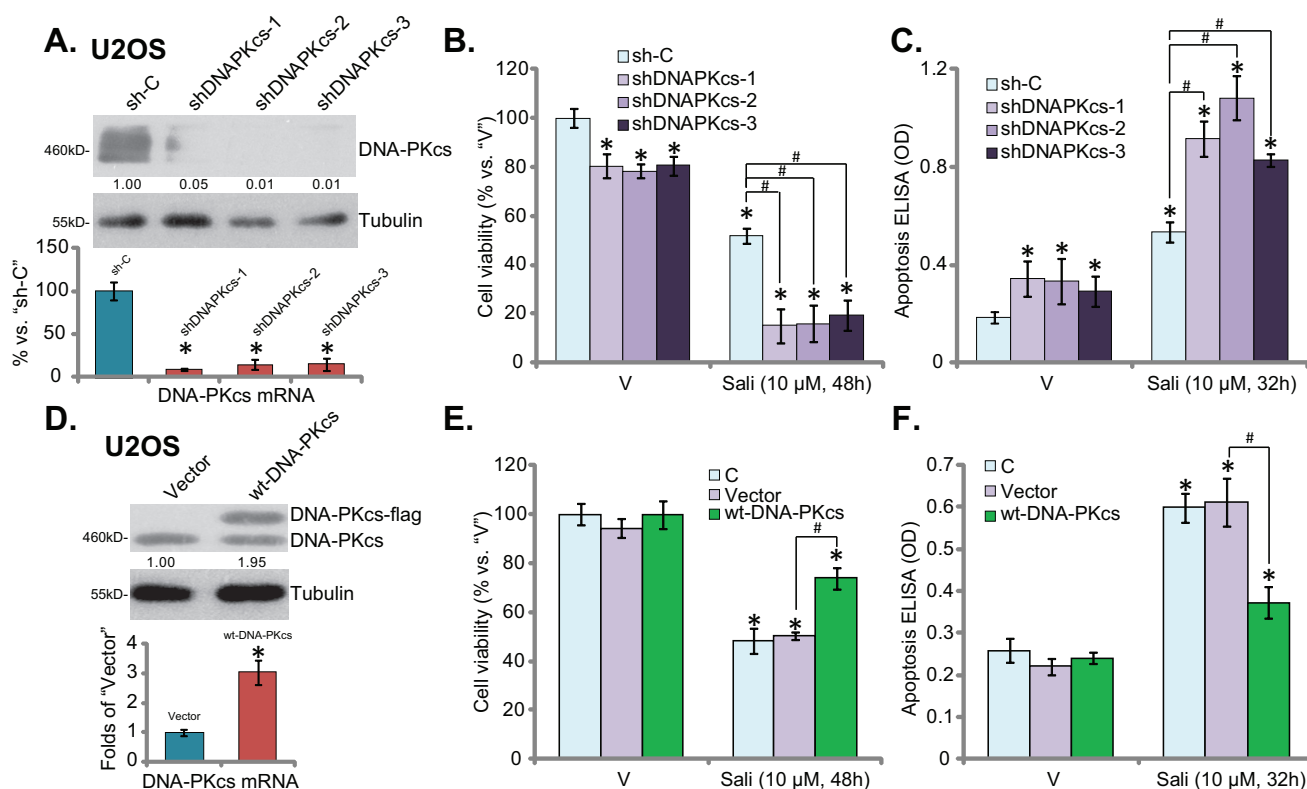 A.
U2OS
sh-C
shDNAPKcs-1
shDNAPKcs-2
shDNAPKcs-3
460kD-
DNA-PKcs
1.00 0.05 0.01 0.01
55kD-
Tubulin
% vs. “sh-C”
150
100
50
25
0
sh-C
shDNAPKcs-1
shDNAPKcs-2
shDNAPKcs-3
* * *
DNA-PKcs mRNA
B.
sh-C
shDNAPKcs-1
shDNAPKcs-2
shDNAPKcs-3
Cell viability (% vs. “V”)
120
100
80
60
40
20
0
* * *
# # #
* * * *
V
Sali (10 μM, 48h)
C.
sh-C
shDNAPKcs-1
shDNAPKcs-2
shDNAPKcs-3
Apoptosis ELISA (OD)
1.2
0.8
0.4
0
* * *
# # #
* * * *
V
Sali (10 μM, 32h)
D.
U2OS
Vector
wt-DNA-PKcs
DNA-PKcs-flag
460kD-
DNA-PKcs
1.00 1.95
55kD-
Tubulin
Folds of “Vector”
4
3
2
1
0
Vector
wt-DNA-PKcs
*
DNA-PKcs mRNA
E.
C
Vector
wt-DNA-PKcs
Cell viability (% vs. “V”)
120
100
80
60
40
80
0
#
* * *
V
Sali (10 μM, 48h)
F.
C
Vector
wt-DNA-PKcs
Apoptosis ELISA (OD)
0.7
0.6
0.6
0.4
0.3
0.2
0.1
0
#
* * *
V
Sali (10 μM, 32h)